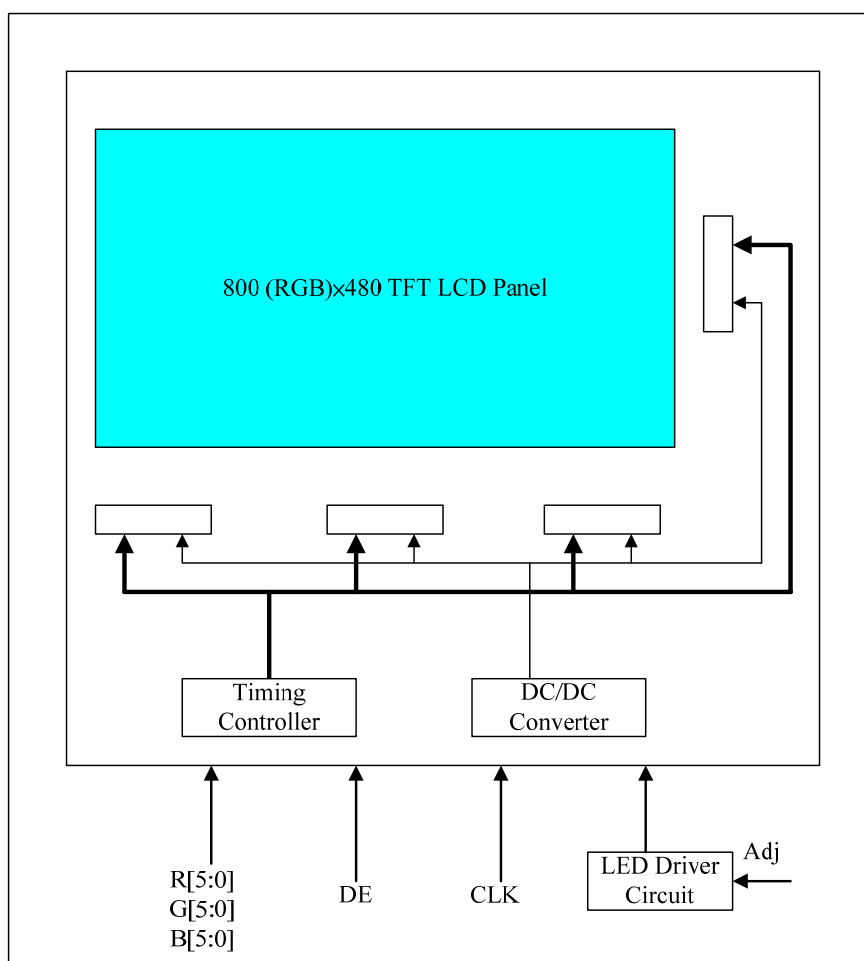 800 (RGB)×480 TFT LCD Panel
Timing
Controller
DC/DC
Converter
R[5:0]
G[5:0]
B[5:0]
DE
CLK
LED Driver
Circuit
Adj